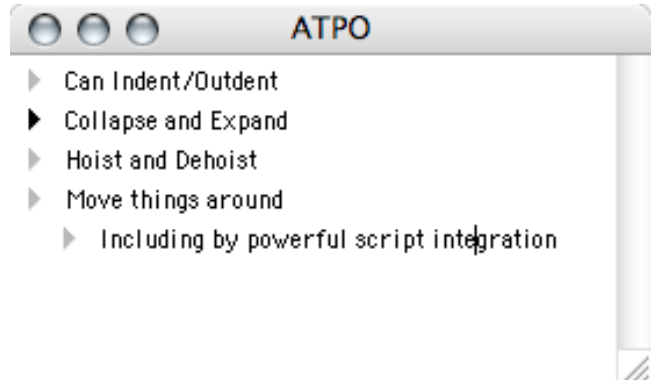 ATPO
Can Indent/Outdent
Collapse and Expand
Hoist and Dehoist
Move things around
Including by powerful script integration